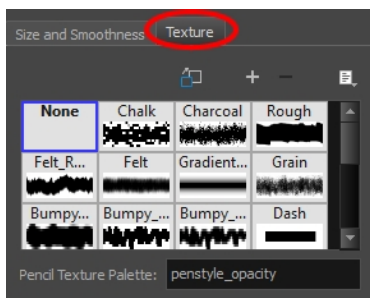 Size and Smoothness Texture
None Chalk Charcoal Rough
Felt_R... Felt Gradient... Grain
Bumpy... Bumpy_... Bumpy_... Dash
Pencil Texture Palette: penstyle_opacity